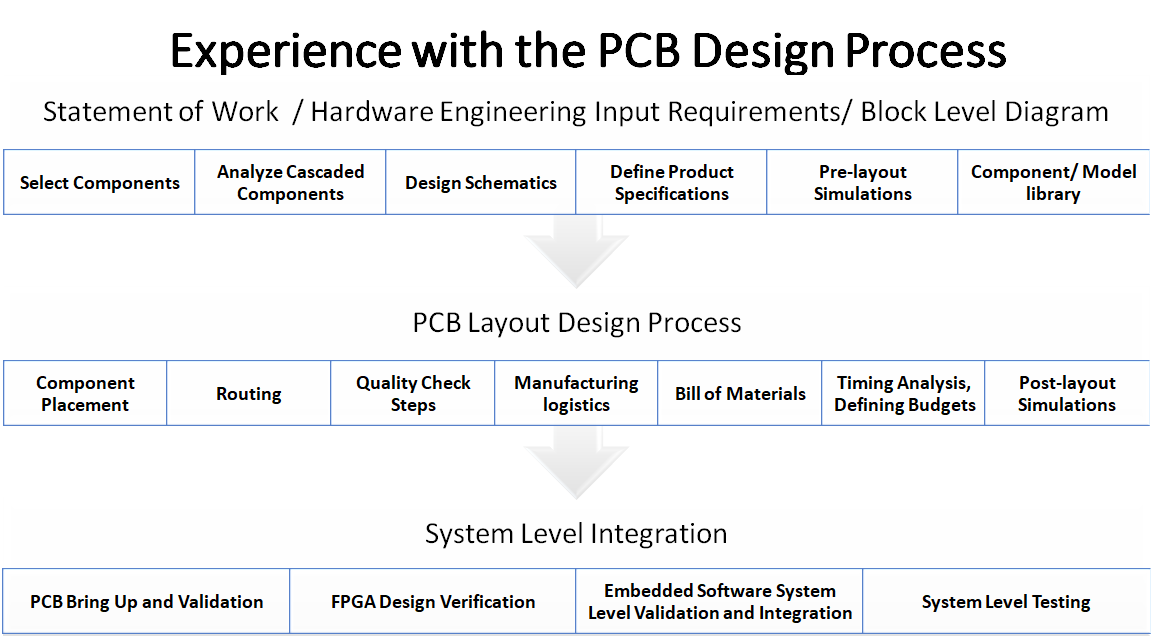 Experience with the PCB Design Process
Statement of Work / Hardware Engineering Input Requirements/ Block Level Diagram
Select Components
Analyze Cascaded
Components
Design Schematics
Define Product
Specifications
Pre-layout
Simulations
Component/ Model
library
PCB Layout Design Process
Component
Placement
Routing
Quality Check
Steps
Manufacturing
logistics
Bill of Materials
Timing Analysis,
Defining Budgets
Post-layout
Simulations
System Level Integration
PCB Bring Up and Validation
FPGA Design Verification
Embedded Software System
Level Validation and Integration
System Level Testing